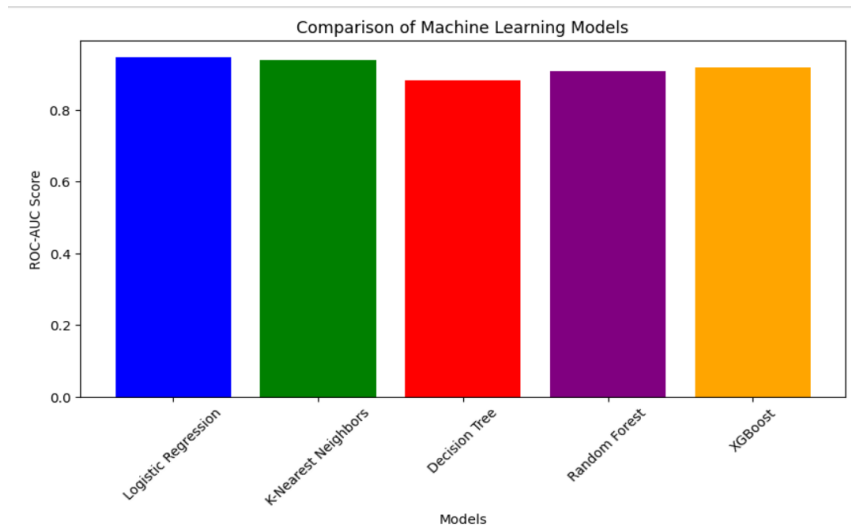 Comparison of Machine Learning Models
ROC-AUC Score
0.8
0.6
0.4
0.2
0.0
Logistic Regression
K-Nearest Neighbors
Decision Tree
Random Forest
XGBoost
Models